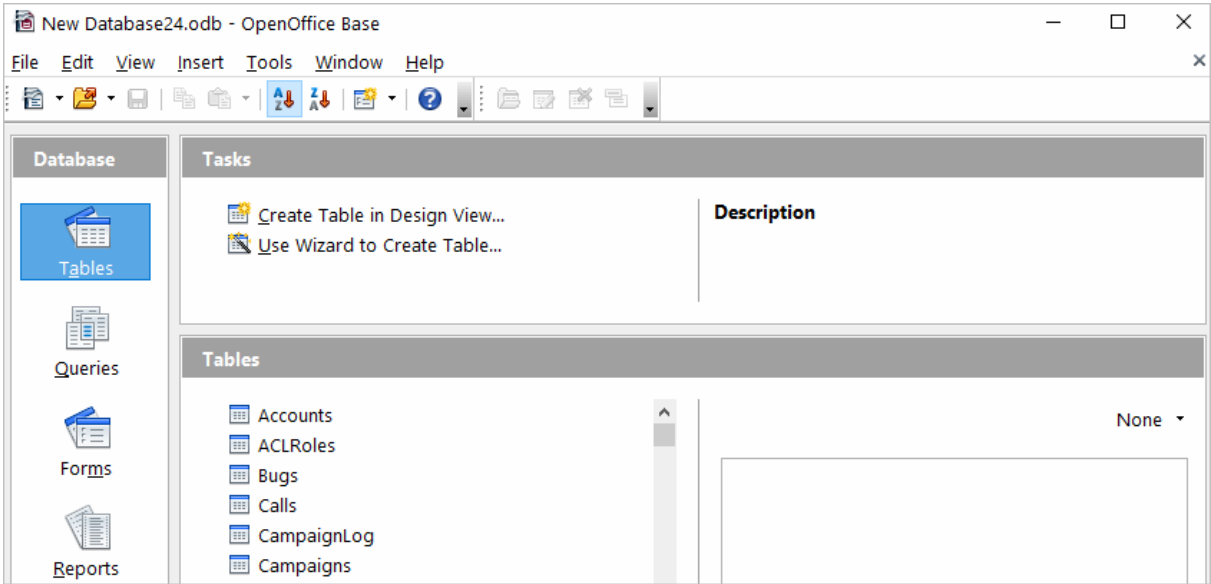 New Database24.odb - OpenOffice Base
File Edit View Insert Tools Window Help
Database
Tables
Queries
Forms
Reports
Tasks
Create Table in Design View...
Use Wizard to Create Table...
Description
Tables
Accounts
ACLRoles
Bugs
Calls
CampaignLog
Campaigns
None